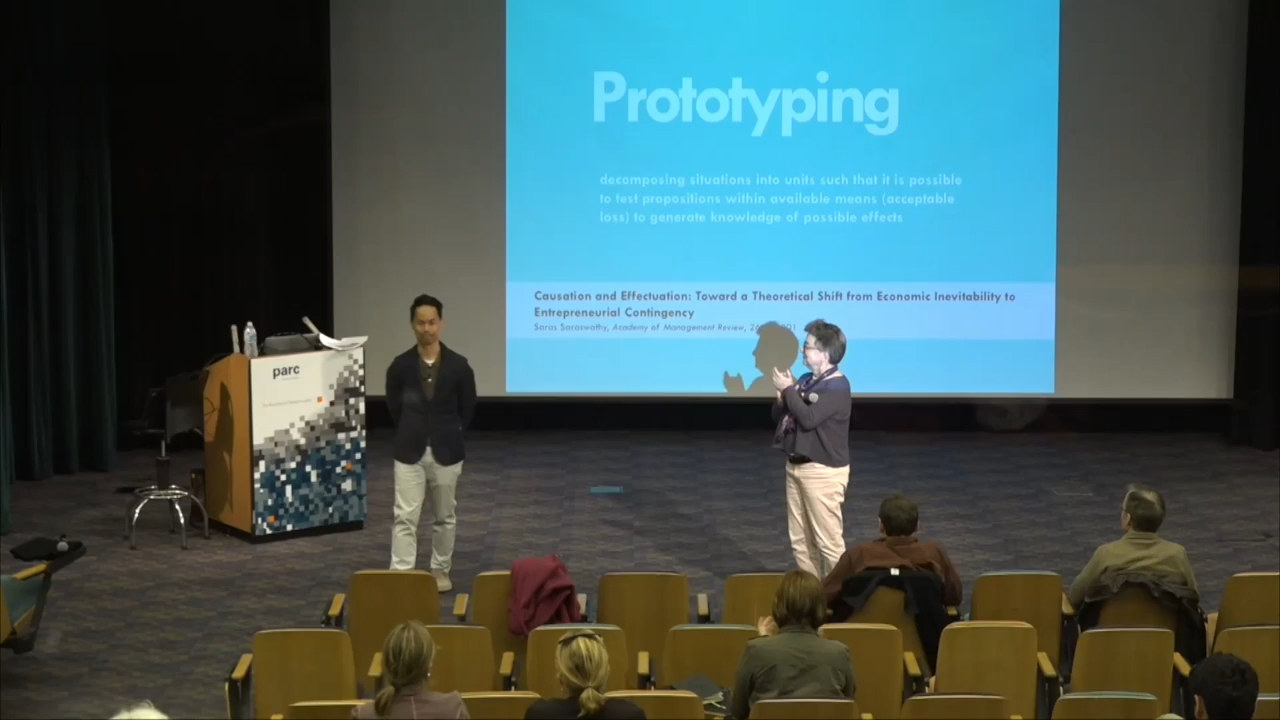 Prototyping
decomposing situations into units such that it is possible
to test propositions within available means (acceptable
loss) to generate knowledge of possible effects
Causation and Effectuation: Toward a Theoretical Shift from Economic Inevitability to
Entrepreneurial Contingency
Saras Sarasvathy, Academy of Management Review,
parc